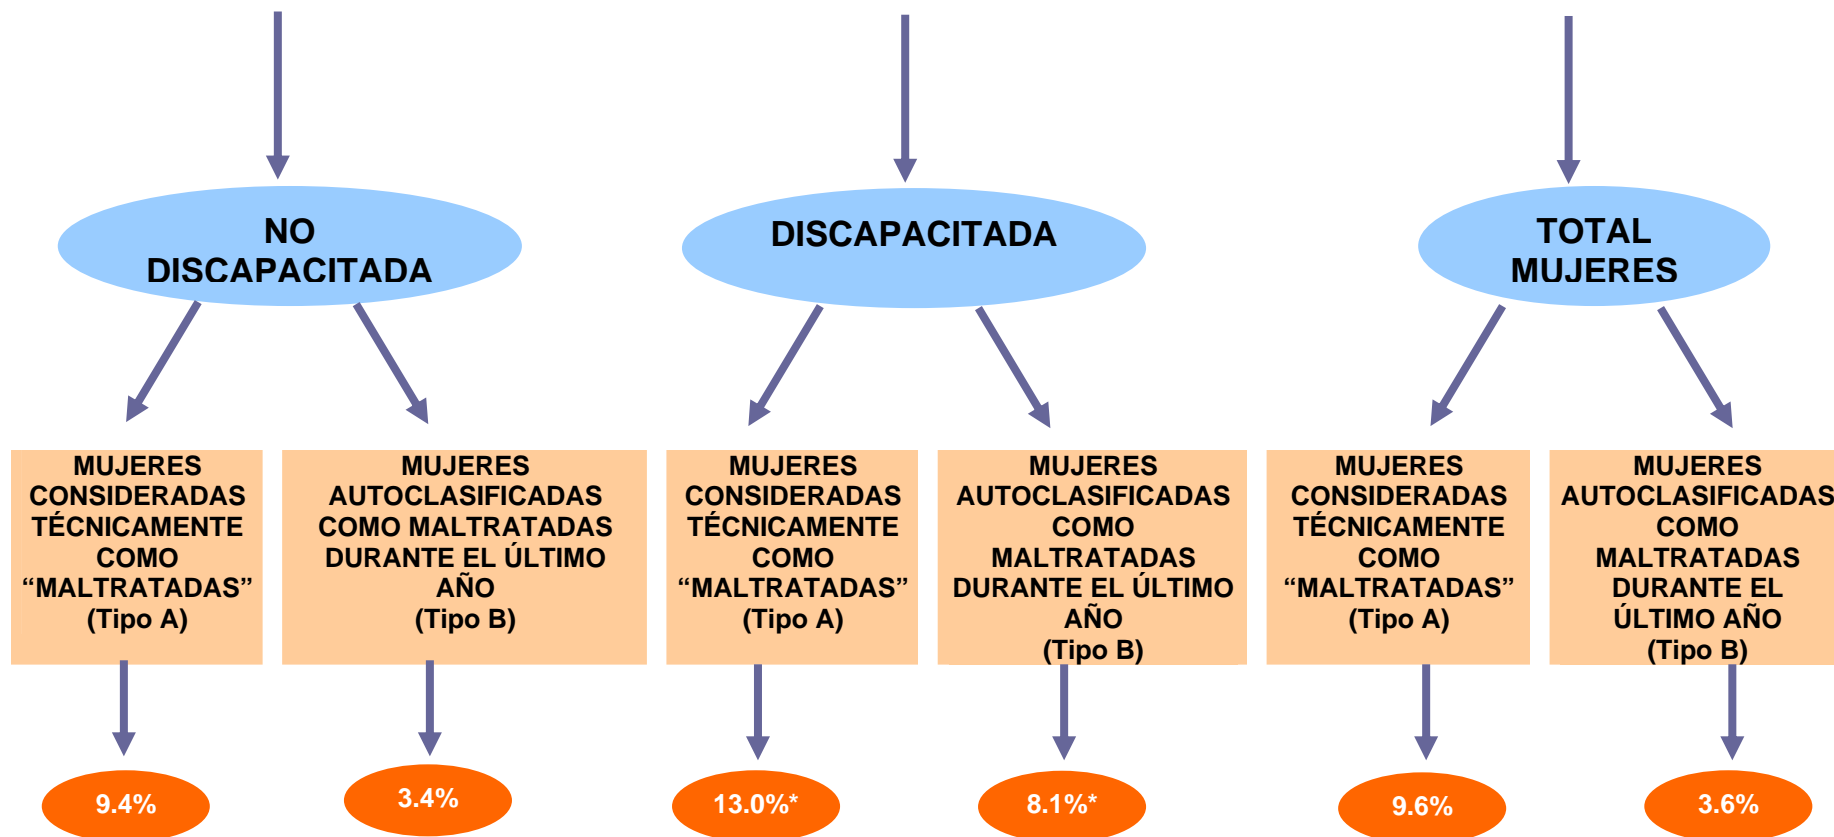 NO
DISCAPACITADA
DISCAPACITADA
TOTAL
MUJERES
MUJERES
CONSIDERADAS
TÉCNICAMENTE
COMO
“MALTRATADAS”
(Tipo A)
MUJERES
AUTOCLASIFICADAS
COMO MALTRATADAS
DURANTE EL ÚLTIMO
AÑO
(Tipo B)
MUJERES
CONSIDERADAS
TÉCNICAMENTE
COMO
“MALTRATADAS”
(Tipo A)
MUJERES
AUTOCLASIFICADAS
COMO
MALTRATADAS
DURANTE EL ÚLTIMO
AÑO
(Tipo B)
MUJERES
CONSIDERADAS
TÉCNICAMENTE
COMO
“MALTRATADAS”
(Tipo A)
MUJERES
AUTOCLASIFICADAS
COMO
MALTRATADAS
DURANTE EL
ÚLTIMO AÑO
(Tipo B)
9.4%
3.4%
13.0%*
8.1%*
9.6%
3.6%